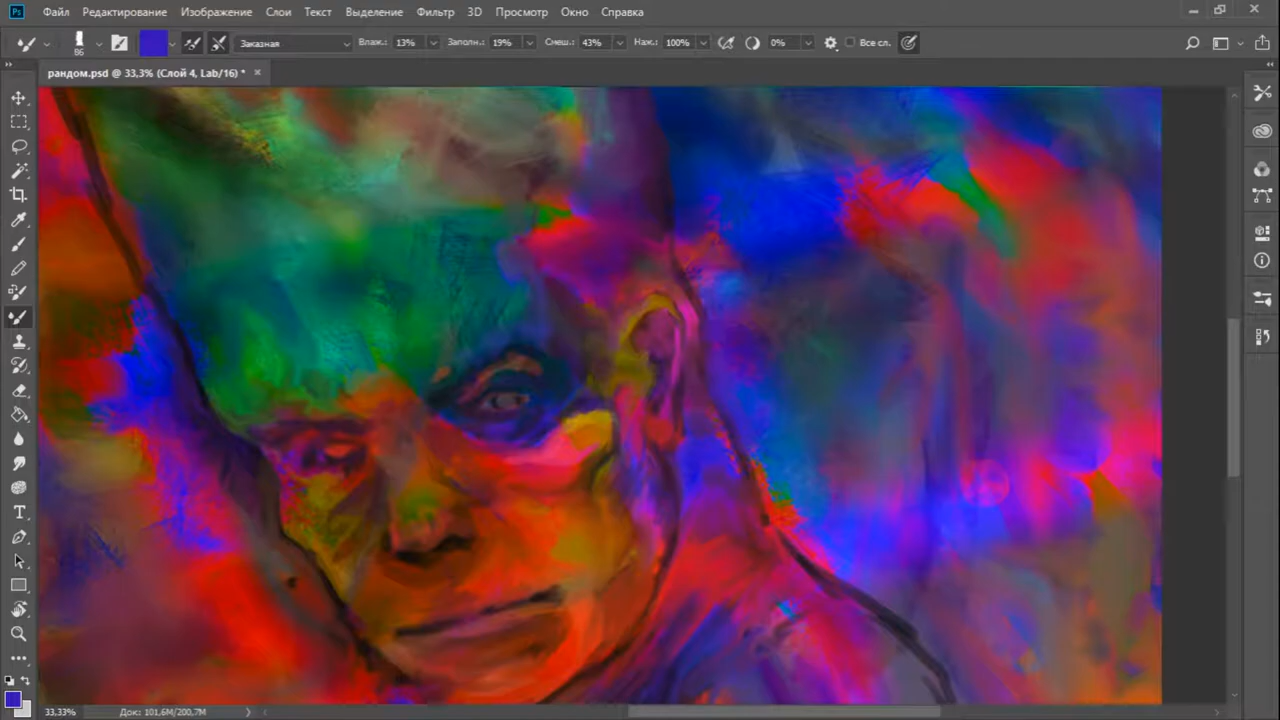 Ps Файл Редактирование Изображение Слои Текст Выделение Фильтр 3D Просмотр Окно Справка
86 Заказная Влаж.: 13% Заполн.: 19% Смеш.: 43% Наж.: 100% 0% Все сл.
рандом.psd @ 33,3% (Слой 4, Lab/16) *
33,33% Док: 101,6M/200,7M